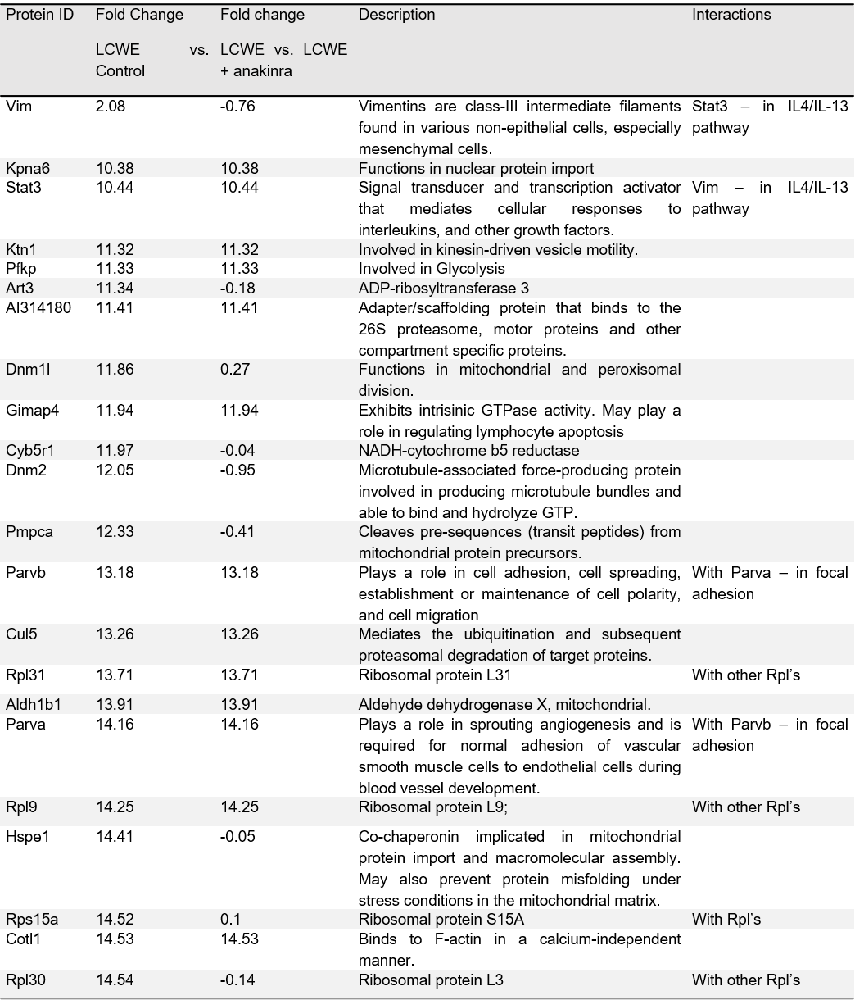 Protein ID Fold Change Fold change Description Interactions
LCWE vs. LCWE vs. LCWE
Control + anakinra
Vim 2.08 -0.76 Vimentins are class-III intermediate filaments Stat3 – in IL4/IL-13
found in various non-epithelial cells, especially pathway
mesenchymal cells.
Kpna6 10.38 10.38 Functions in nuclear protein import
Stat3 10.44 10.44 Signal transducer and transcription activator Vim – in IL4/IL-13
that mediates cellular responses to pathway
interleukins, and other growth factors.
Ktn1 11.32 11.32 Involved in kinesin-driven vesicle motility.
Pfkp 11.33 11.33 Involved in Glycolysis
Art3 11.34 -0.18 ADP-ribosyltransferase 3
AI314180 11.41 11.41 Adapter/scaffolding protein that binds to the
26S proteasome, motor proteins and other
compartment specific proteins.
Dnm1l 11.86 0.27 Functions in mitochondrial and peroxisomal
division.
Gimap4 11.94 11.94 Exhibits intrisinic GTPase activity. May play a
role in regulating lymphocyte apoptosis
Cyb5r1 11.97 -0.04 NADH-cytochrome b5 reductase
Dnm2 12.05 -0.95 Microtubule-associated force-producing protein
involved in producing microtubule bundles and
able to bind and hydrolyze GTP.
Pmpca 12.33 -0.41 Cleaves pre-sequences (transit peptides) from
mitochondrial protein precursors.
Parvb 13.18 13.18 Plays a role in cell adhesion, cell spreading, With Parva – in focal
establishment or maintenance of cell polarity, adhesion
and cell migration
Cul5 13.26 13.26 Mediates the ubiquitination and subsequent
proteasomal degradation of target proteins.
Rpl31 13.71 13.71 Ribosomal protein L31 With other Rpl’s
Aldh1b1 13.91 13.91 Aldehyde dehydrogenase X, mitochondrial.
Parva 14.16 14.16 Plays a role in sprouting angiogenesis and is With Parvb – in focal
required for normal adhesion of vascular adhesion
smooth muscle cells to endothelial cells during
blood vessel development.
Rpl9 14.25 14.25 Ribosomal protein L9; With other Rpl’s
Hspe1 14.41 -0.05 Co-chaperonin implicated in mitochondrial
protein import and macromolecular assembly.
May also prevent protein misfolding under
stress conditions in the mitochondrial matrix.
Rps15a 14.52 0.1 Ribosomal protein S15A With Rpl’s
Cotl1 14.53 14.53 Binds to F-actin in a calcium-independent
manner.
Rpl30 14.54 -0.14 Ribosomal protein L3 With other Rpl’s